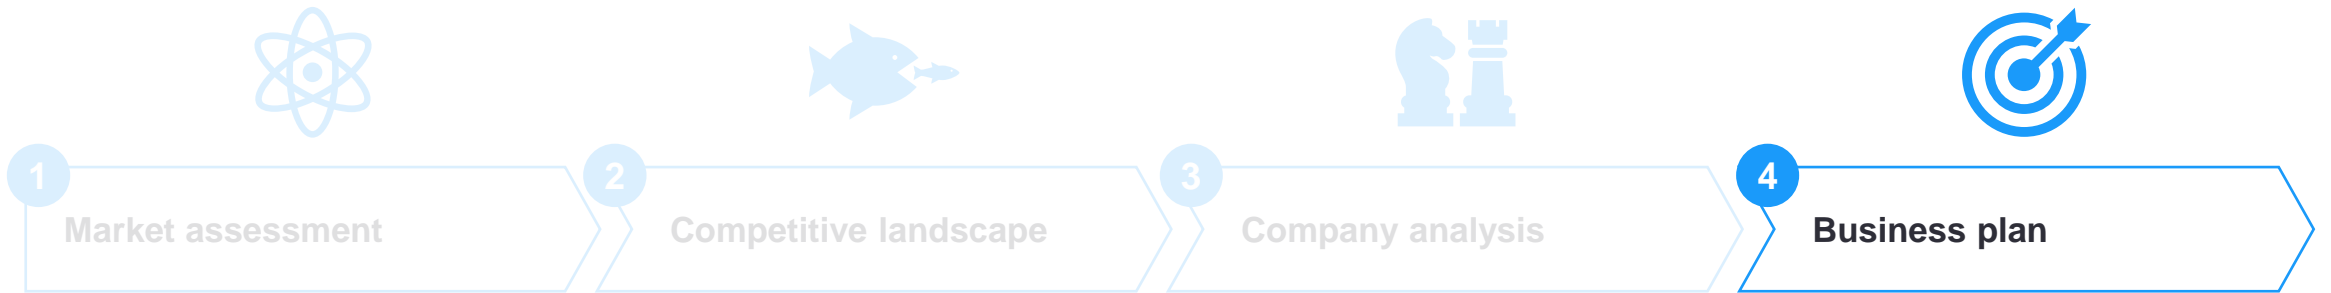 1
Market assessment
2
Competitive landscape
3
Company analysis
4
Business plan